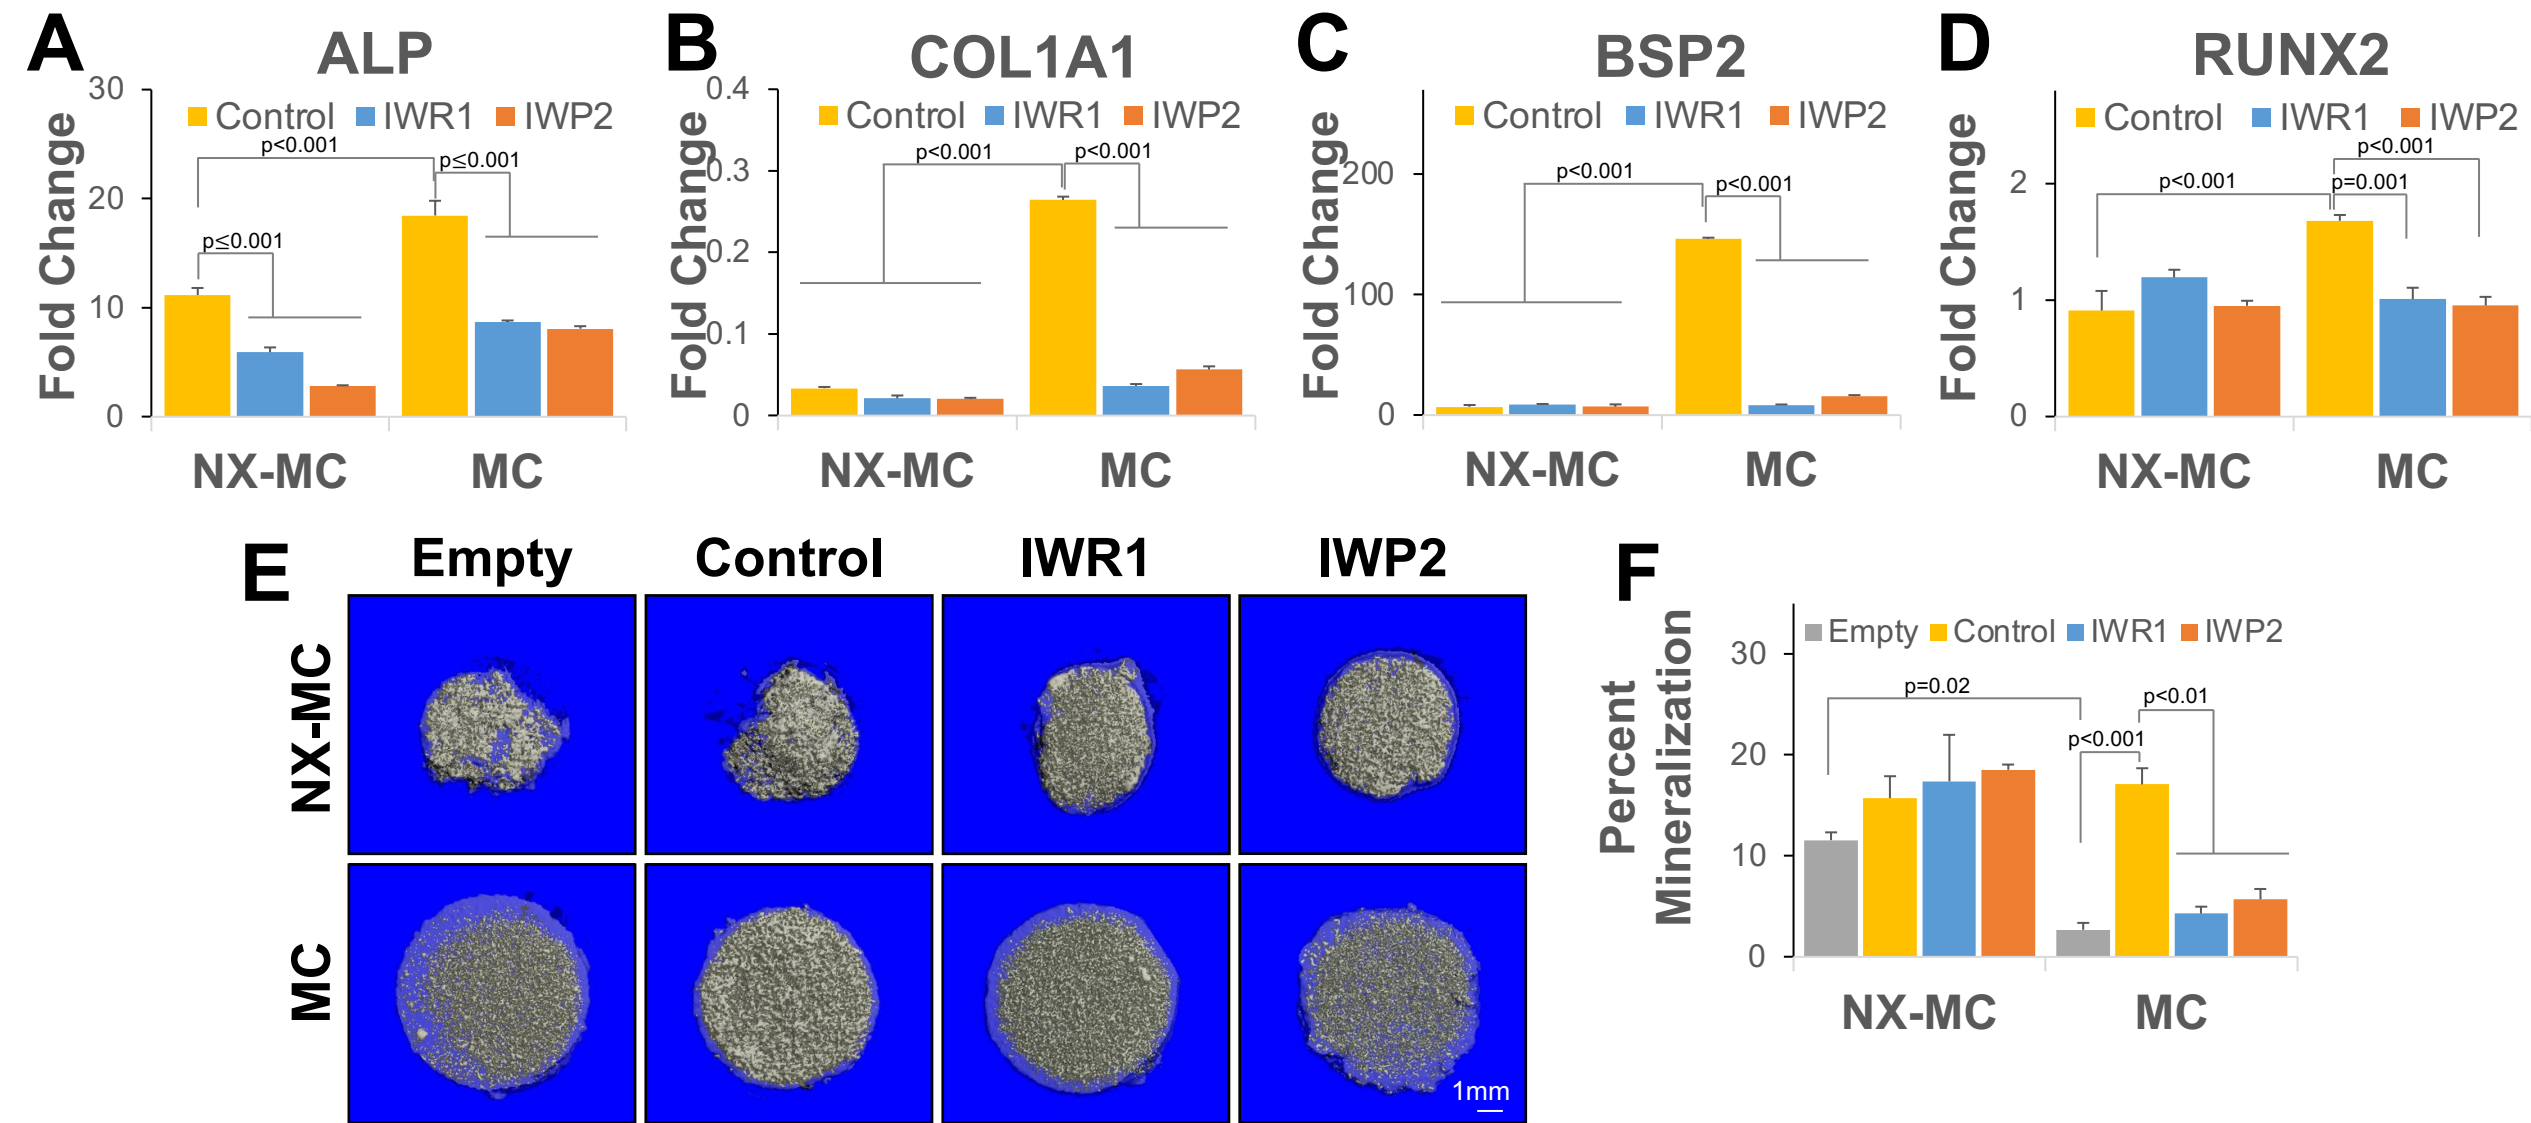 A
ALP
Fold Change
30
20
10
0
Control IWR1 IWP2
p<0.001
p≤0.001
p≤0.001
NX-MC MC
B
COL1A1
Fold Change
0.4
0.3
0.2
0.1
0
Control IWR1 IWP2
p<0.001
p<0.001
NX-MC MC
C
BSP2
Fold Change
200
100
0
Control IWR1 IWP2
p<0.001
p<0.001
NX-MC MC
D
RUNX2
Fold Change
2
1
0
Control IWR1 IWP2
p<0.001
p<0.001
p=0.001
NX-MC MC
E
Empty Control IWR1 IWP2
NX-MC
MC
1mm
F
Percent
Mineralization
30
20
10
0
Empty Control IWR1 IWP2
p=0.02
p<0.01
p<0.001
NX-MC MC